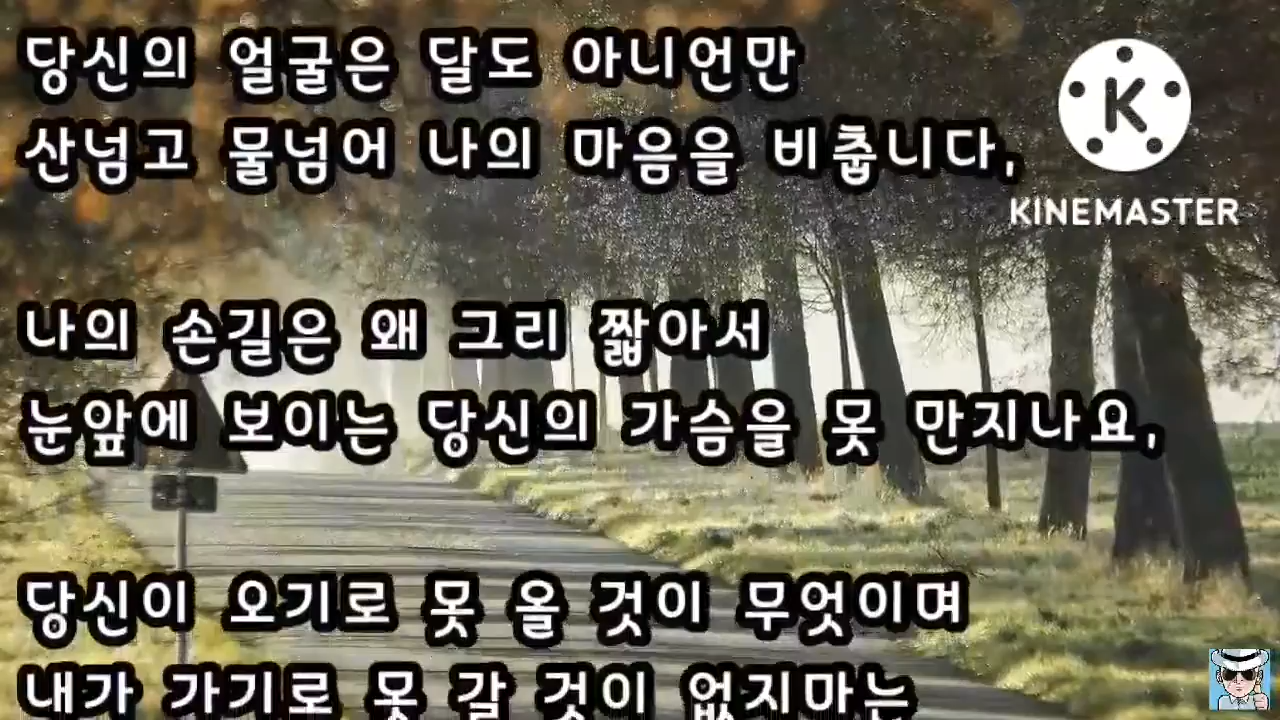 당신의 얼굴은 달도 아니언만
산넘고 물넘어 나의 마음을 비춥니다,
K
KINEMASTER
나의 손길은 왜 그리 짧아서
눈앞에 보이는 당신의 가슴을 못 만지나요,
당신이 오기로 못 올 것이 무엇이며
내가 가기로 못 갈 것이 없지마는